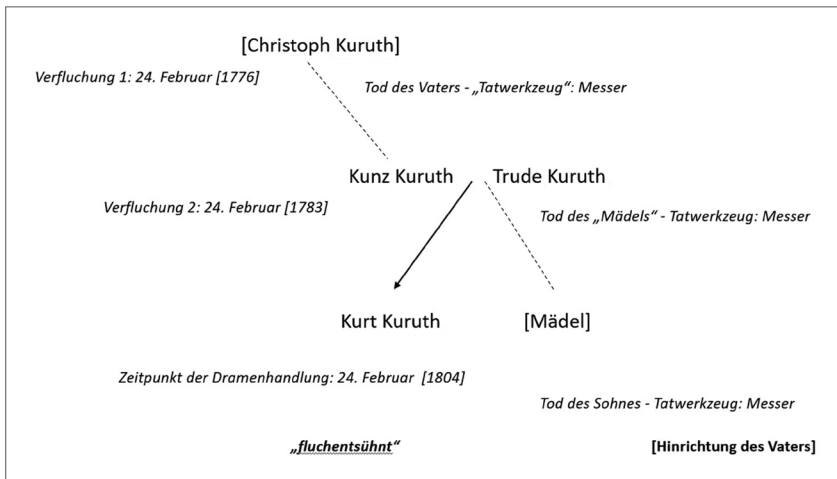 [Christoph Kuruth]
Verfluchung 1: 24. Februar [1776]
Tod des Vaters - „Tatwerkzeug“: Messer
Kunz Kuruth
Trude Kuruth
Verfluchung 2: 24. Februar [1783]
Tod des „Mädels“ - Tatwerkzeug: Messer
Kurt Kuruth
[Mädel]
Zeitpunkt der Dramenhandlung: 24. Februar [1804]
Tod des Sohnes - Tatwerkzeug: Messer
„fluchentsühnt“
[Hinrichtung des Vaters]